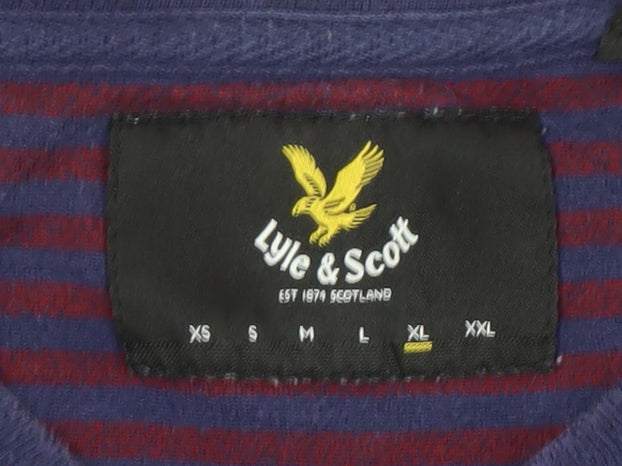 Lyle & Scott
EST 1874 SCOTLAND
XS S M L XL XXL